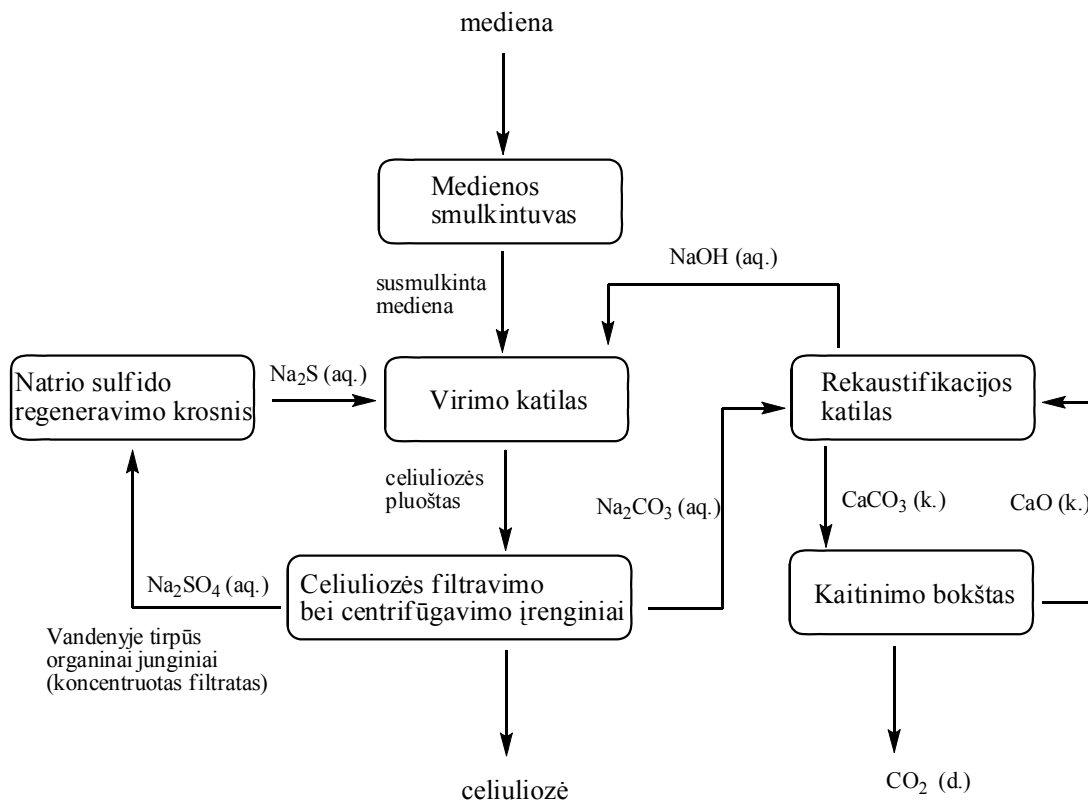 mediena
Medienos
smulkintuvas
NaOH (aq.)
susmulkinta
mediena
Natrio sulfido
regeneravimo krosnis
Na₂S (aq.)
Virimo katilas
Rekaustifikacijos
katilas
celiuliozės
pluoštas
Na₂CO₃ (aq.)
CaCO₃ (k.)
CaO (k.)
Na₂SO₄ (aq.)
Celiuliozės filtravimo
bei centrifūgavimo įrenginiai
Kaitinimo bokštas
Vandenyje tirpūs
organinai junginiai
(koncentruotas filtratas)
celiuliozė
CO₂ (d.)